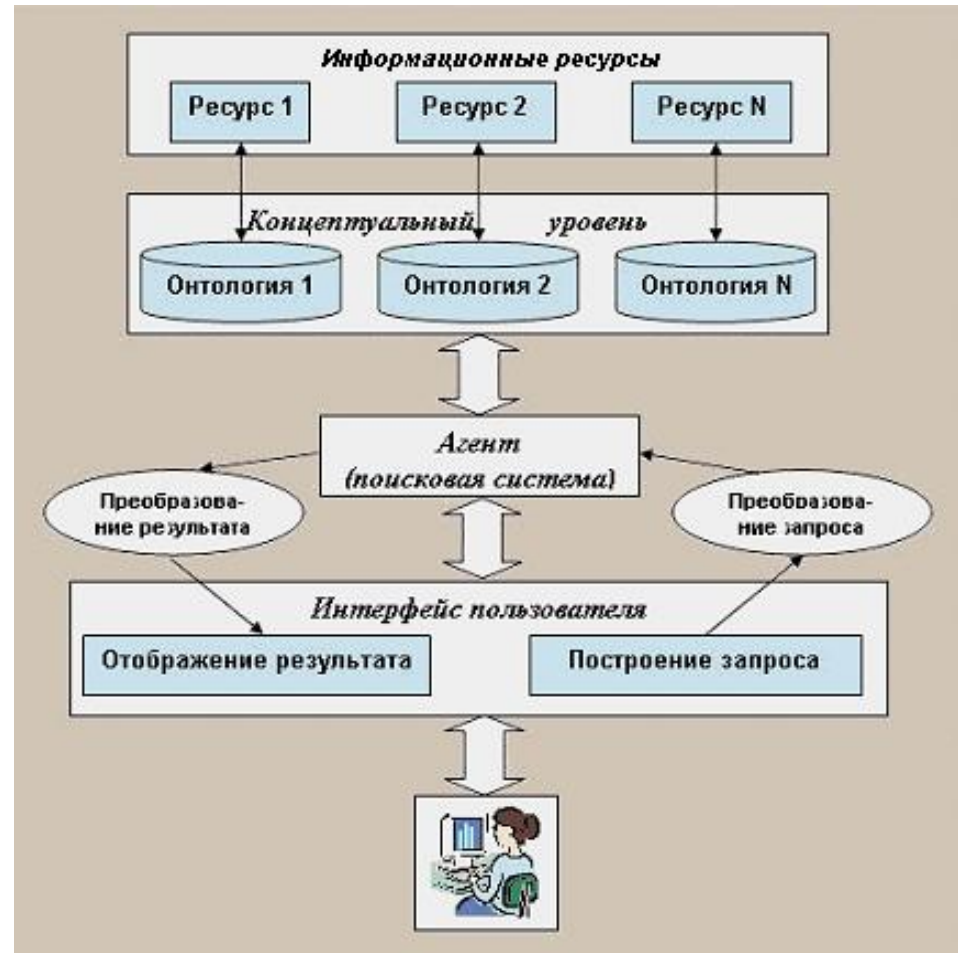 Информационные ресурсы
Ресурс 1
Ресурс 2
Ресурс N
Концептуальный уровень
Онтология 1
Онтология 2
Онтология N
Агент
(поисковая система)
Преобразова-
ние результата
Преобразова-
ние запроса
Интерфейс пользователя
Отображение результата
Построение запроса